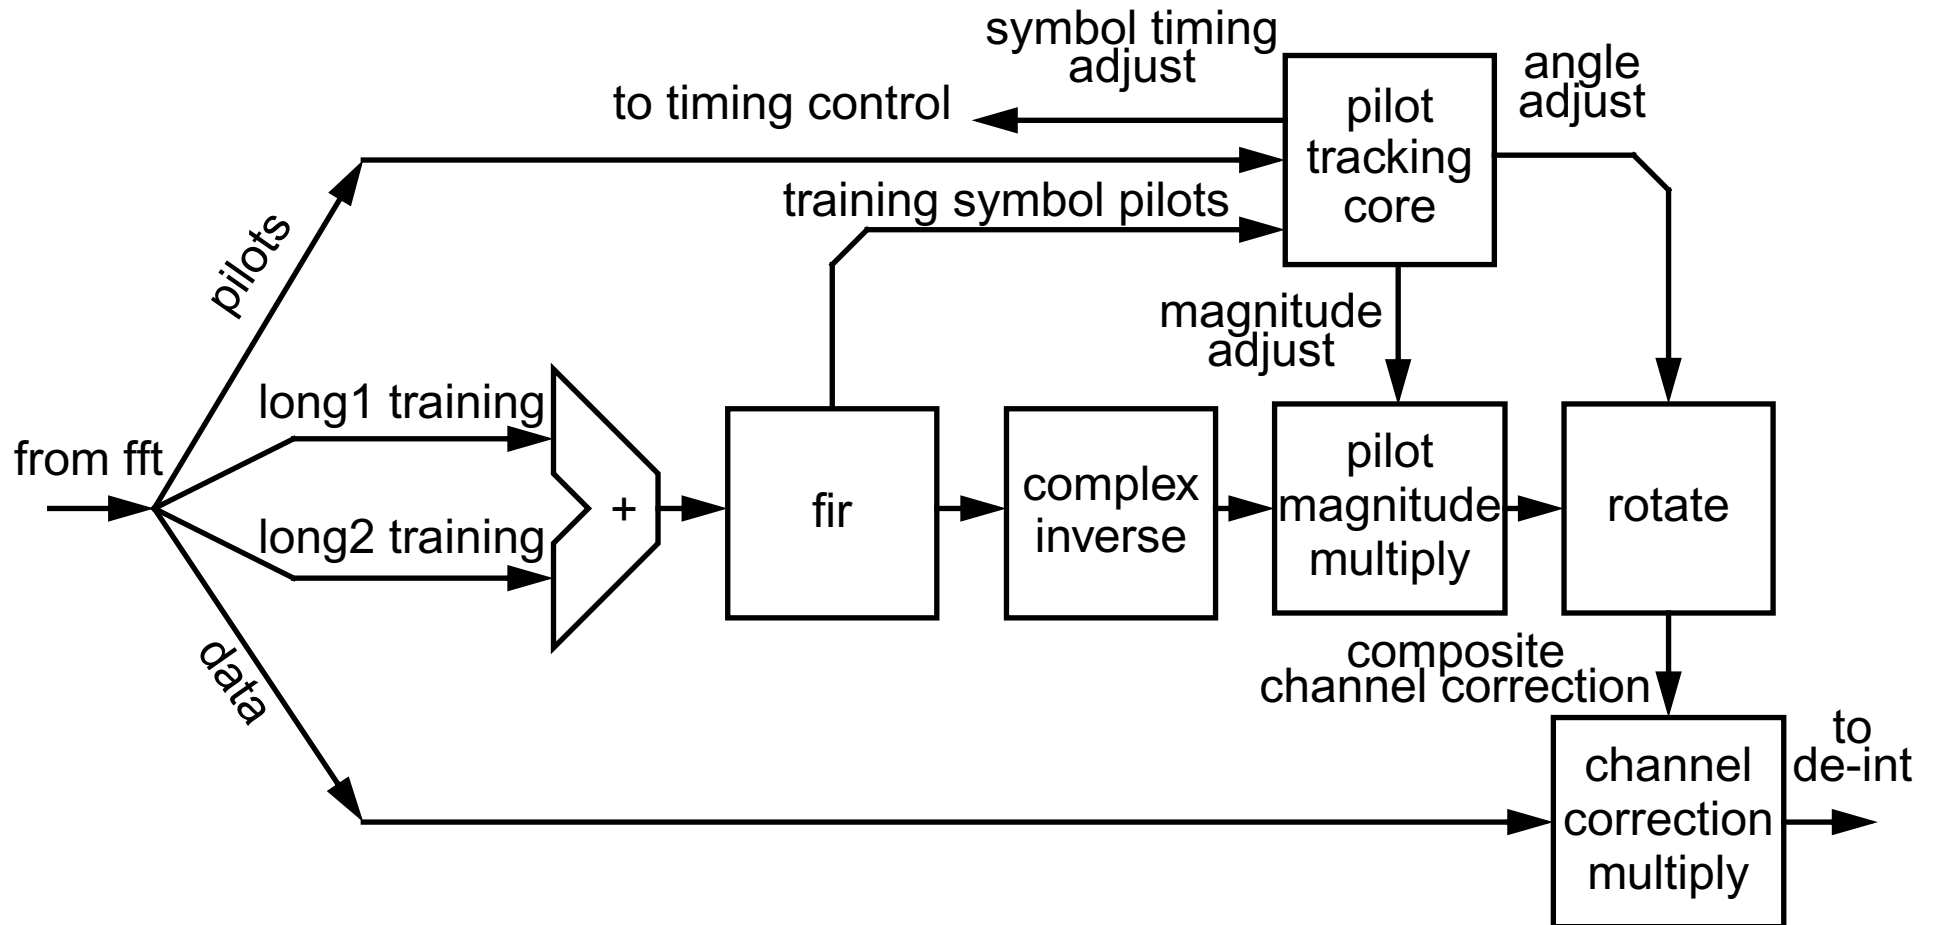 symbol timing
adjust
angle
adjust
to timing control
pilot
tracking
core
training symbol pilots
pilots
magnitude
adjust
long1 training
from fft
long2 training
+
fir
complex
inverse
pilot
magnitude
multiply
rotate
data
composite
channel correction
channel
correction
multiply
to
de-int